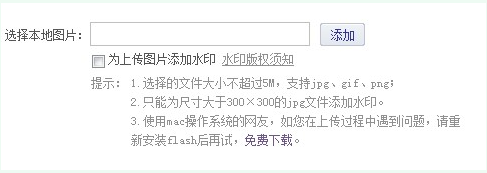 选择本地图片： 添加
为上传图片添加水印 水印版权须知
提示： 1.选择的文件大小不超过5M，支持jpg、gif、png；
2.只能为尺寸大于300×300的jpg文件添加水印。
3.使用mac操作系统的网友，如您在上传过程中遇到问题，请重
新安装flash后再试，免费下载。